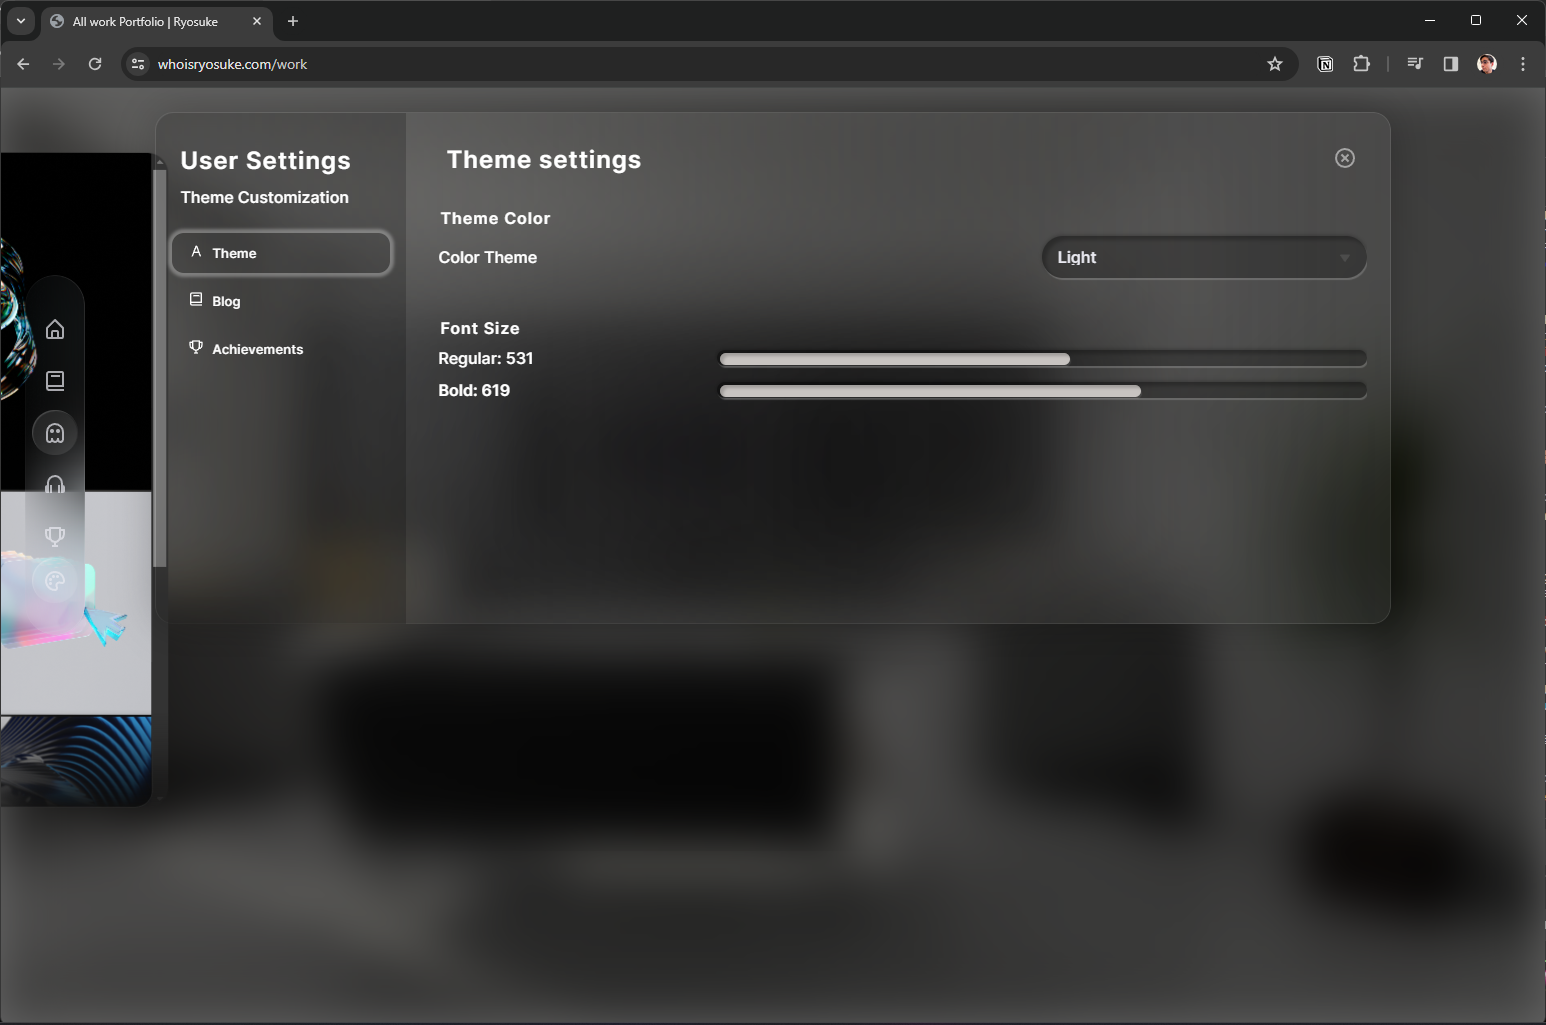 All work Portfolio | Ryosuke
whoisryosuke.com/work
User Settings
Theme Customization
Theme
Blog
Achievements
Theme settings
Theme Color
Color Theme
Light
Font Size
Regular: 531
Bold: 619